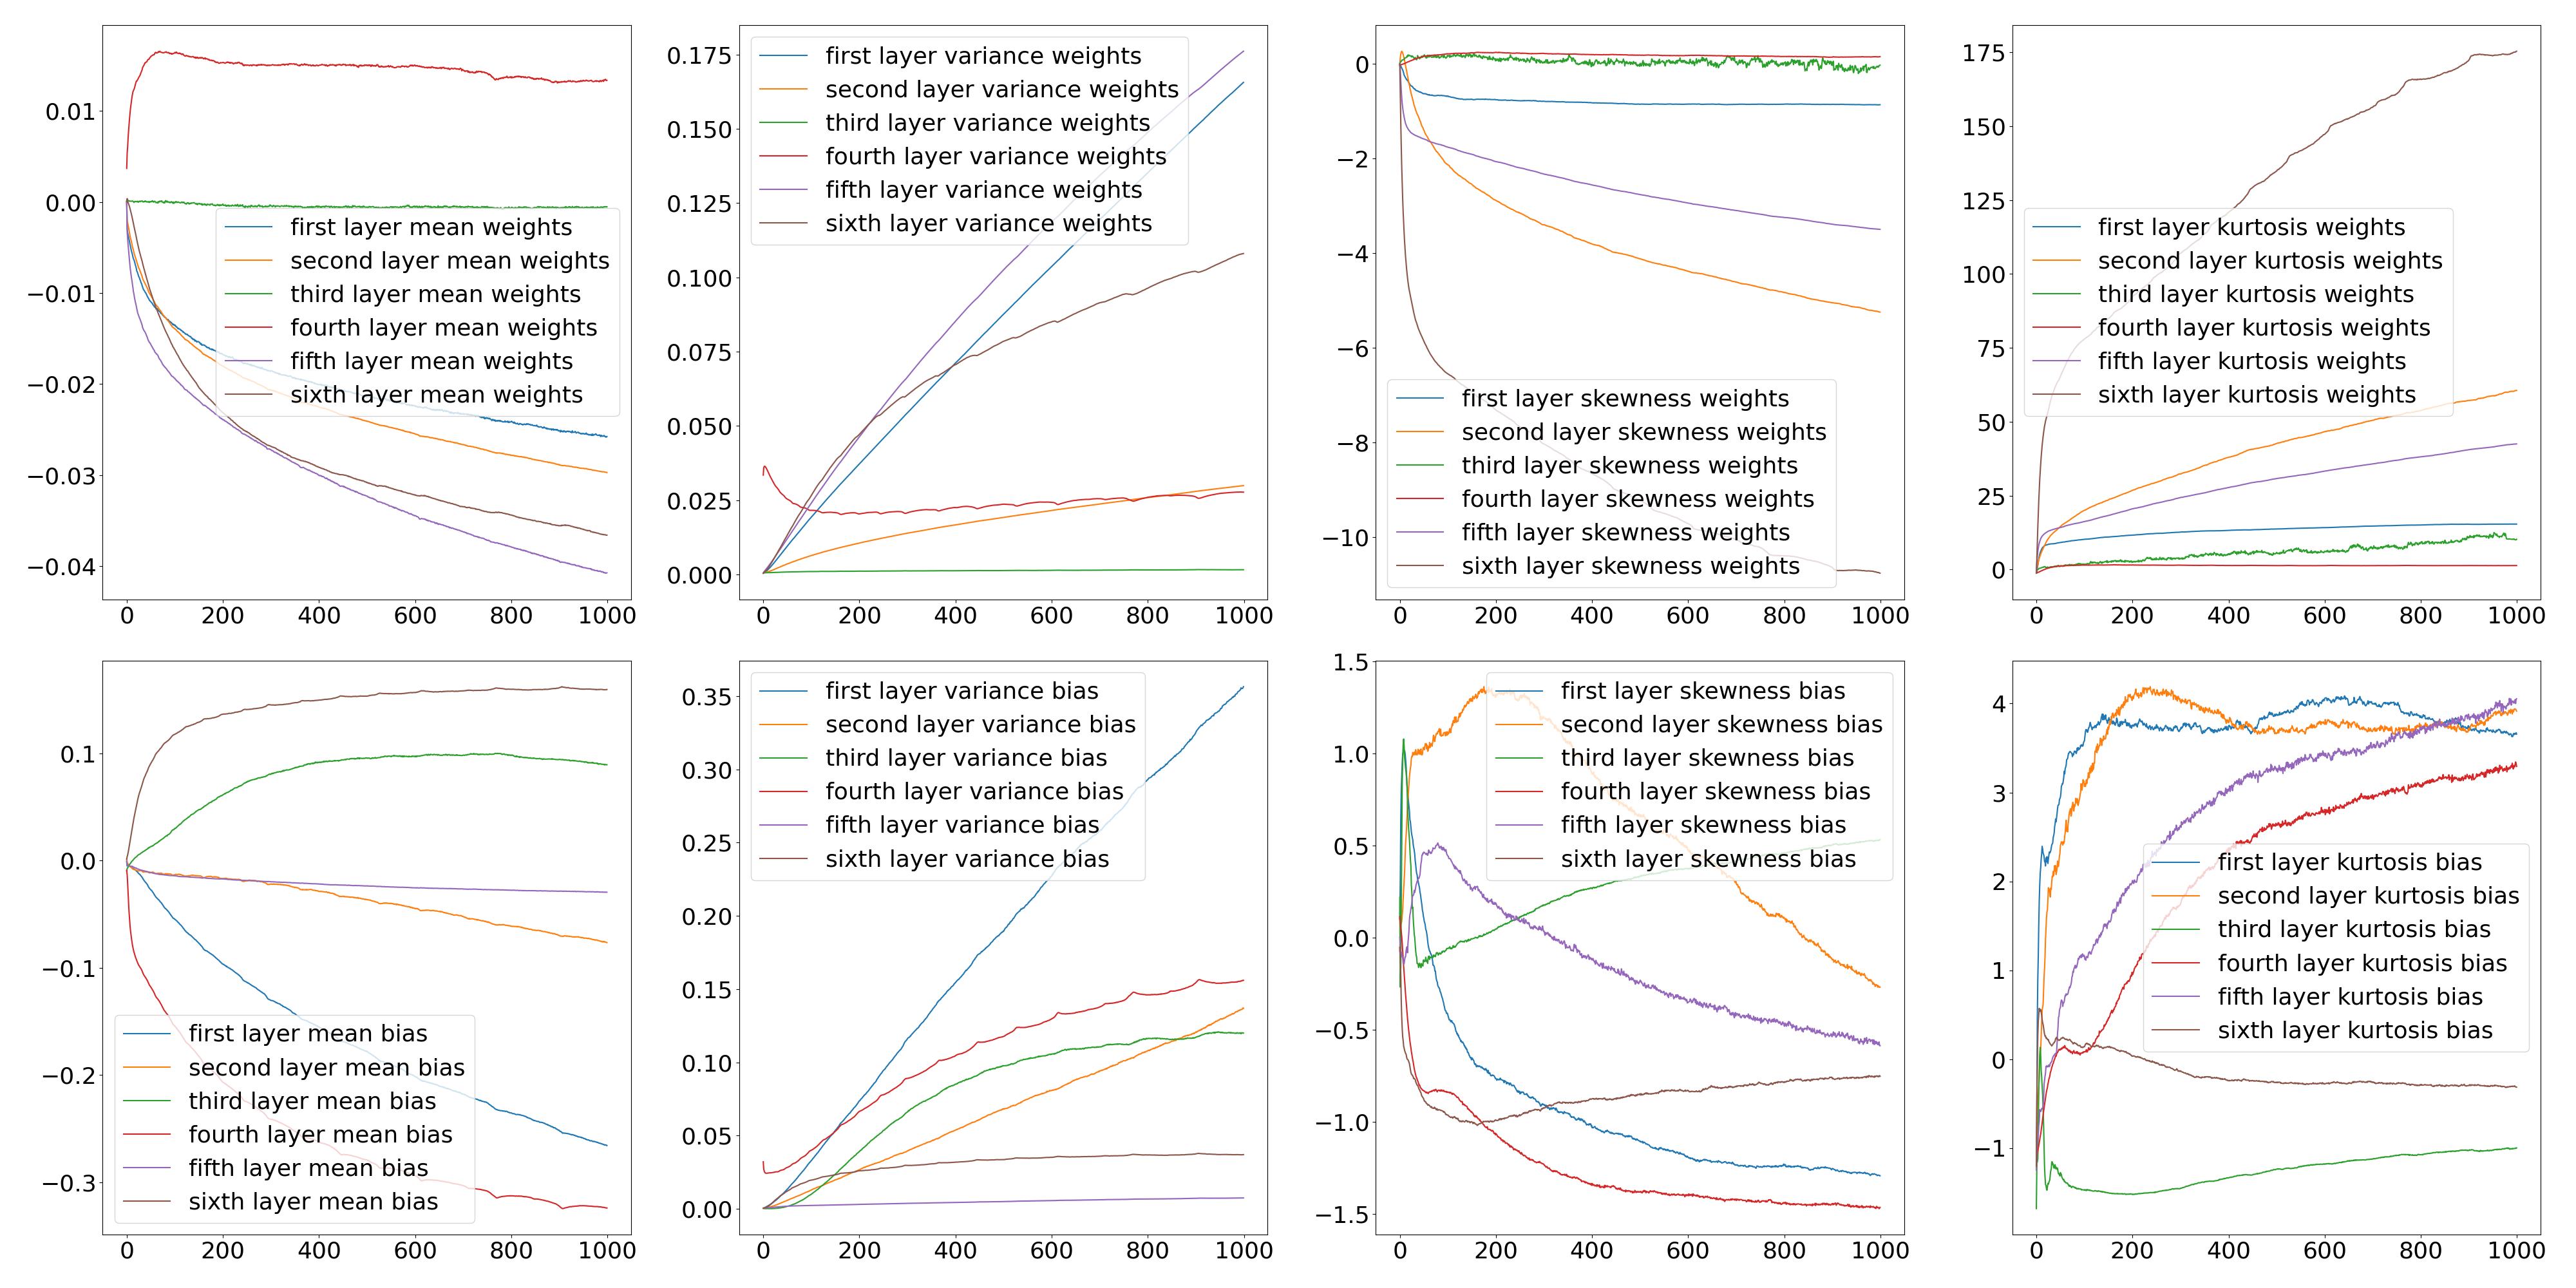 0.01
0.00
−0.01
−0.02
−0.03
−0.04
first layer mean weights
second layer mean weights
third layer mean weights
fourth layer mean weights
fifth layer mean weights
sixth layer mean weights
0 200 400 600 800 1000
0.175
0.150
0.125
0.100
0.075
0.050
0.025
0.000
first layer variance weights
second layer variance weights
third layer variance weights
fourth layer variance weights
fifth layer variance weights
sixth layer variance weights
0 200 400 600 800 1000
0
−2
−4
−6
−8
−10
first layer skewness weights
second layer skewness weights
third layer skewness weights
fourth layer skewness weights
fifth layer skewness weights
sixth layer skewness weights
0 200 400 600 800 1000
175
150
125
100
75
50
25
0
first layer kurtosis weights
second layer kurtosis weights
third layer kurtosis weights
fourth layer kurtosis weights
fifth layer kurtosis weights
sixth layer kurtosis weights
0 200 400 600 800 1000
0.1
0.0
−0.1
−0.2
−0.3
first layer mean bias
second layer mean bias
third layer mean bias
fourth layer mean bias
fifth layer mean bias
sixth layer mean bias
0 200 400 600 800 1000
0.35
0.30
0.25
0.20
0.15
0.10
0.05
0.00
first layer variance bias
second layer variance bias
third layer variance bias
fourth layer variance bias
fifth layer variance bias
sixth layer variance bias
0 200 400 600 800 1000
1.5
1.0
0.5
0.0
−0.5
−1.0
−1.5
first layer skewness bias
second layer skewness bias
third layer skewness bias
fourth layer skewness bias
fifth layer skewness bias
sixth layer skewness bias
0 200 400 600 800 1000
4
3
2
1
0
−1
first layer kurtosis bias
second layer kurtosis bias
third layer kurtosis bias
fourth layer kurtosis bias
fifth layer kurtosis bias
sixth layer kurtosis bias
0 200 400 600 800 1000